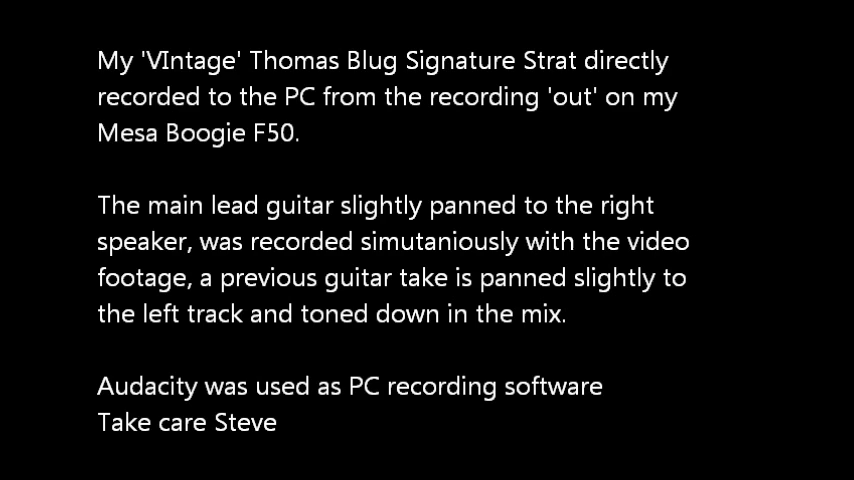 My 'VIntage' Thomas Blug Signature Strat directly
recorded to the PC from the recording 'out' on my
Mesa Boogie F50.
The main lead guitar slightly panned to the right
speaker, was recorded simutaniously with the video
footage, a previous guitar take is panned slightly to
the left track and toned down in the mix.
Audacity was used as PC recording software
Take care Steve